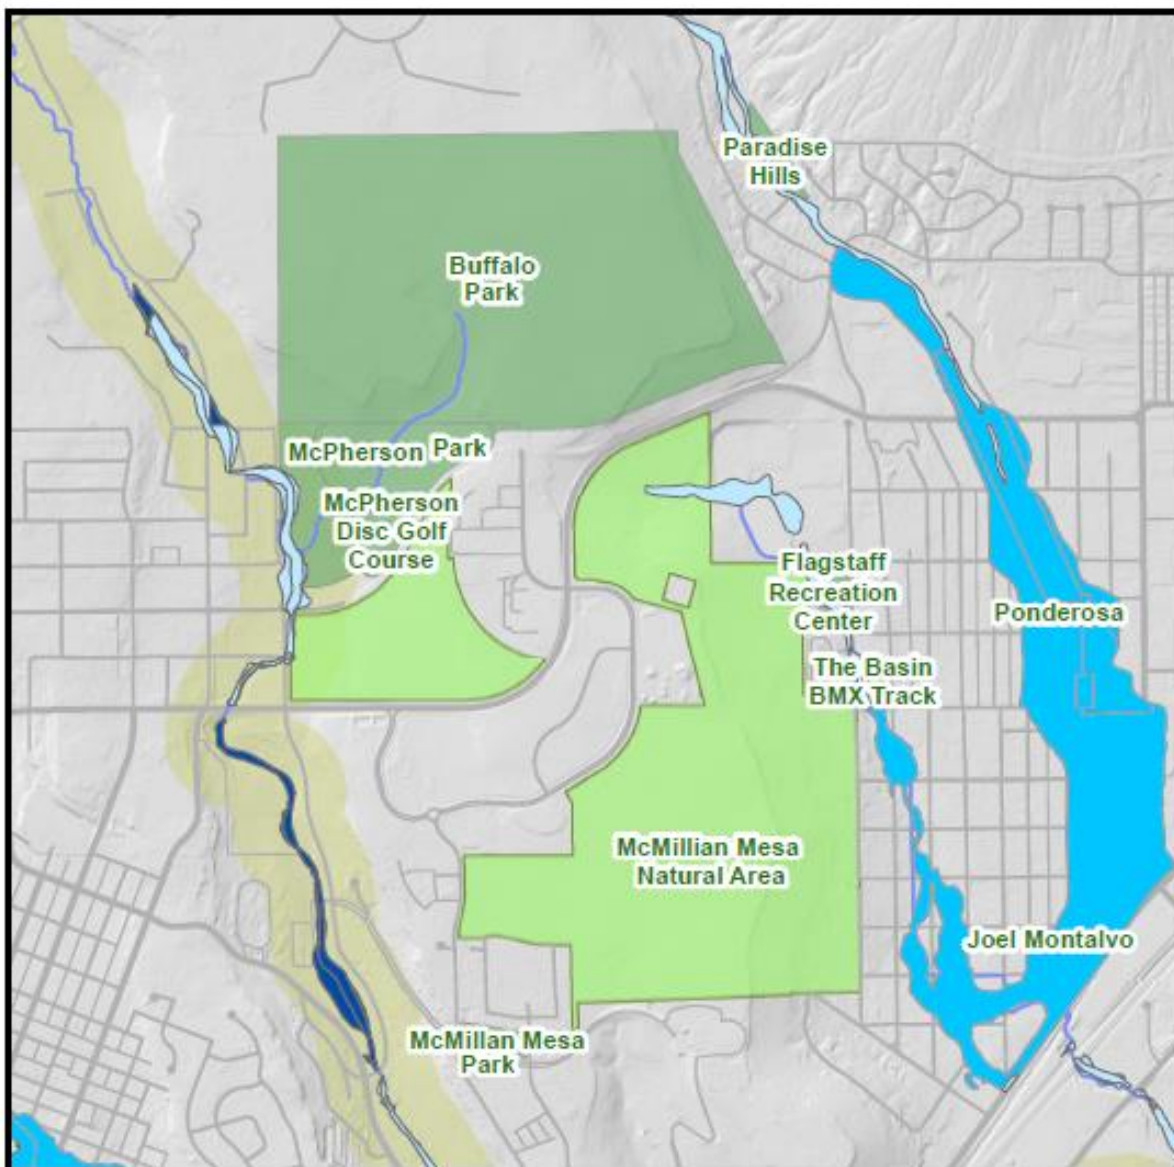 Paradise
Hills
Buffalo
Park
McPherson Park
McPherson
Disc Golf
Course
Flagstaff
Recreation
Center
Ponderosa
The Basin
BMX Track
McMillian Mesa
Natural Area
Joel Montalvo
McMillan Mesa
Park